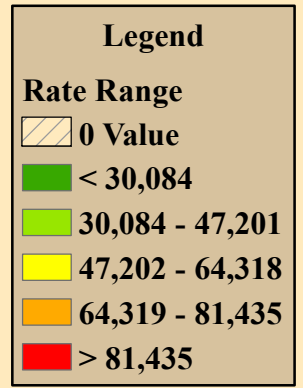 Legend
Rate Range
0 Value
< 30,084
30,084 - 47,201
47,202 - 64,318
64,319 - 81,435
> 81,435